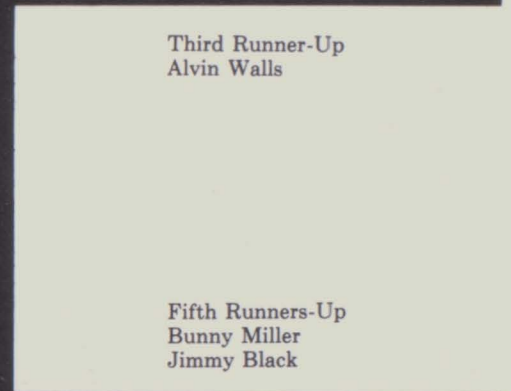 Third Runner-Up
Alvin Walls
Fifth Runners-Up
Bunny Miller
Jimmy Black